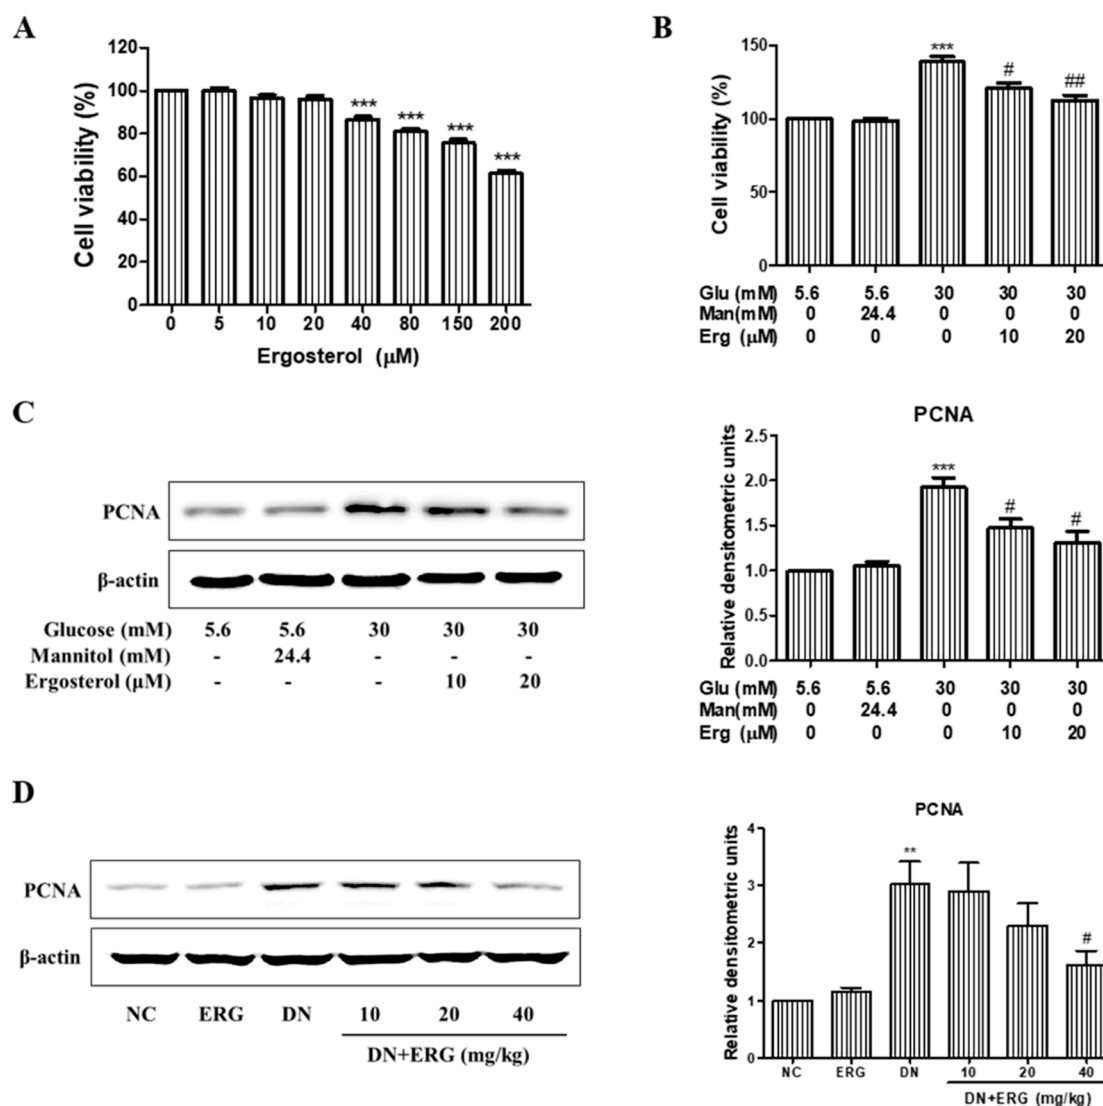 A
120
100
80
60
40
20
0
Cell viability (%)
*** *** *** ***
0 5 10 20 40 80 150 200
Ergosterol (μM)
B
150
100
50
0
Cell viability (%)
*** # ##
Glu (mM) 5.6 5.6 30 30 30
Man(mM) 0 24.4 0 0 0
Erg (μM) 0 0 0 10 20
C
PCNA
β-actin
Glucose (mM) 5.6 5.6 30 30 30
Mannitol (mM) - 24.4 - - -
Ergosterol (μM) - - - 10 20
PCNA
2.5
2.0
1.5
1.0
0.5
0.0
Relative densitometric units
*** # #
Glu (mM) 5.6 5.6 30 30 30
Man(mM) 0 24.4 0 0 0
Erg (μM) 0 0 0 10 20
D
PCNA
β-actin
NC ERG DN 10 20 40
DN+ERG (mg/kg)
PCNA
4
3
2
1
0
Relative densitometric units
** #
NC ERG DN 10 20 40
DN+ERG (mg/kg)